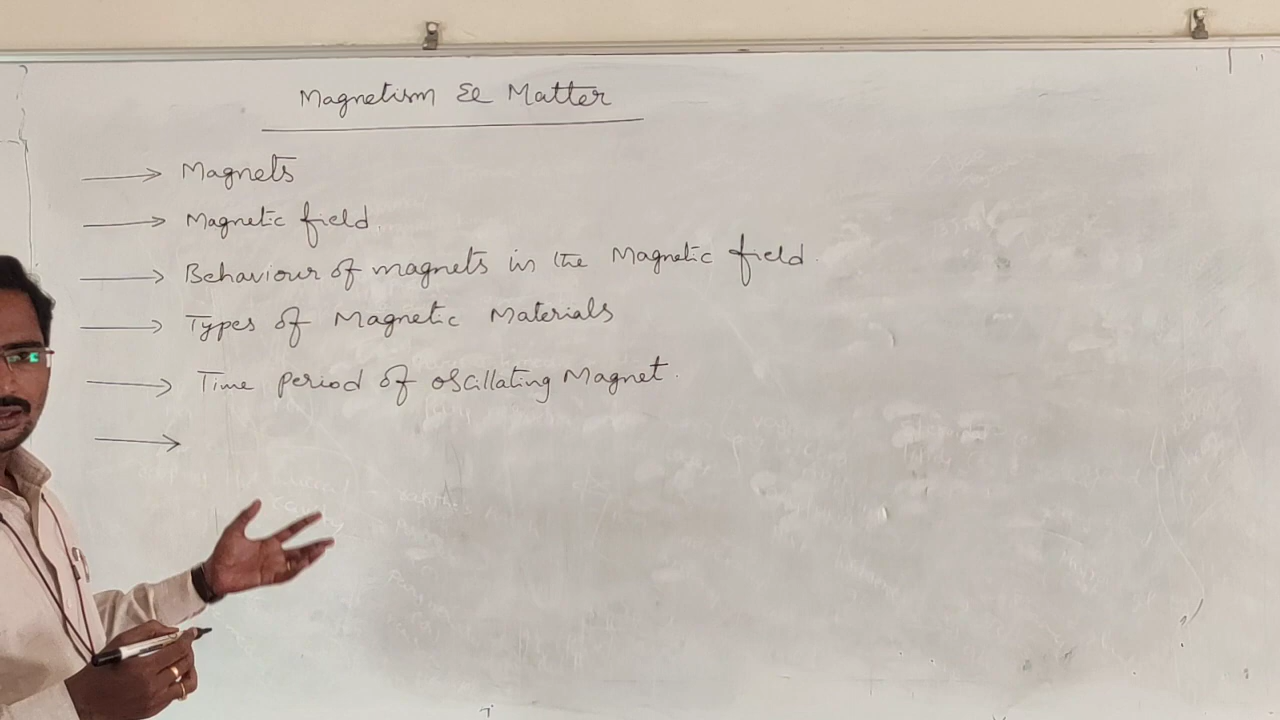 Magnetism & Matter
→ Magnets
→ Magnetic field.
→ Behaviour of magnets in the Magnetic field.
→ Types of Magnetic Materials
→ Time period of oscillating Magnet.
→